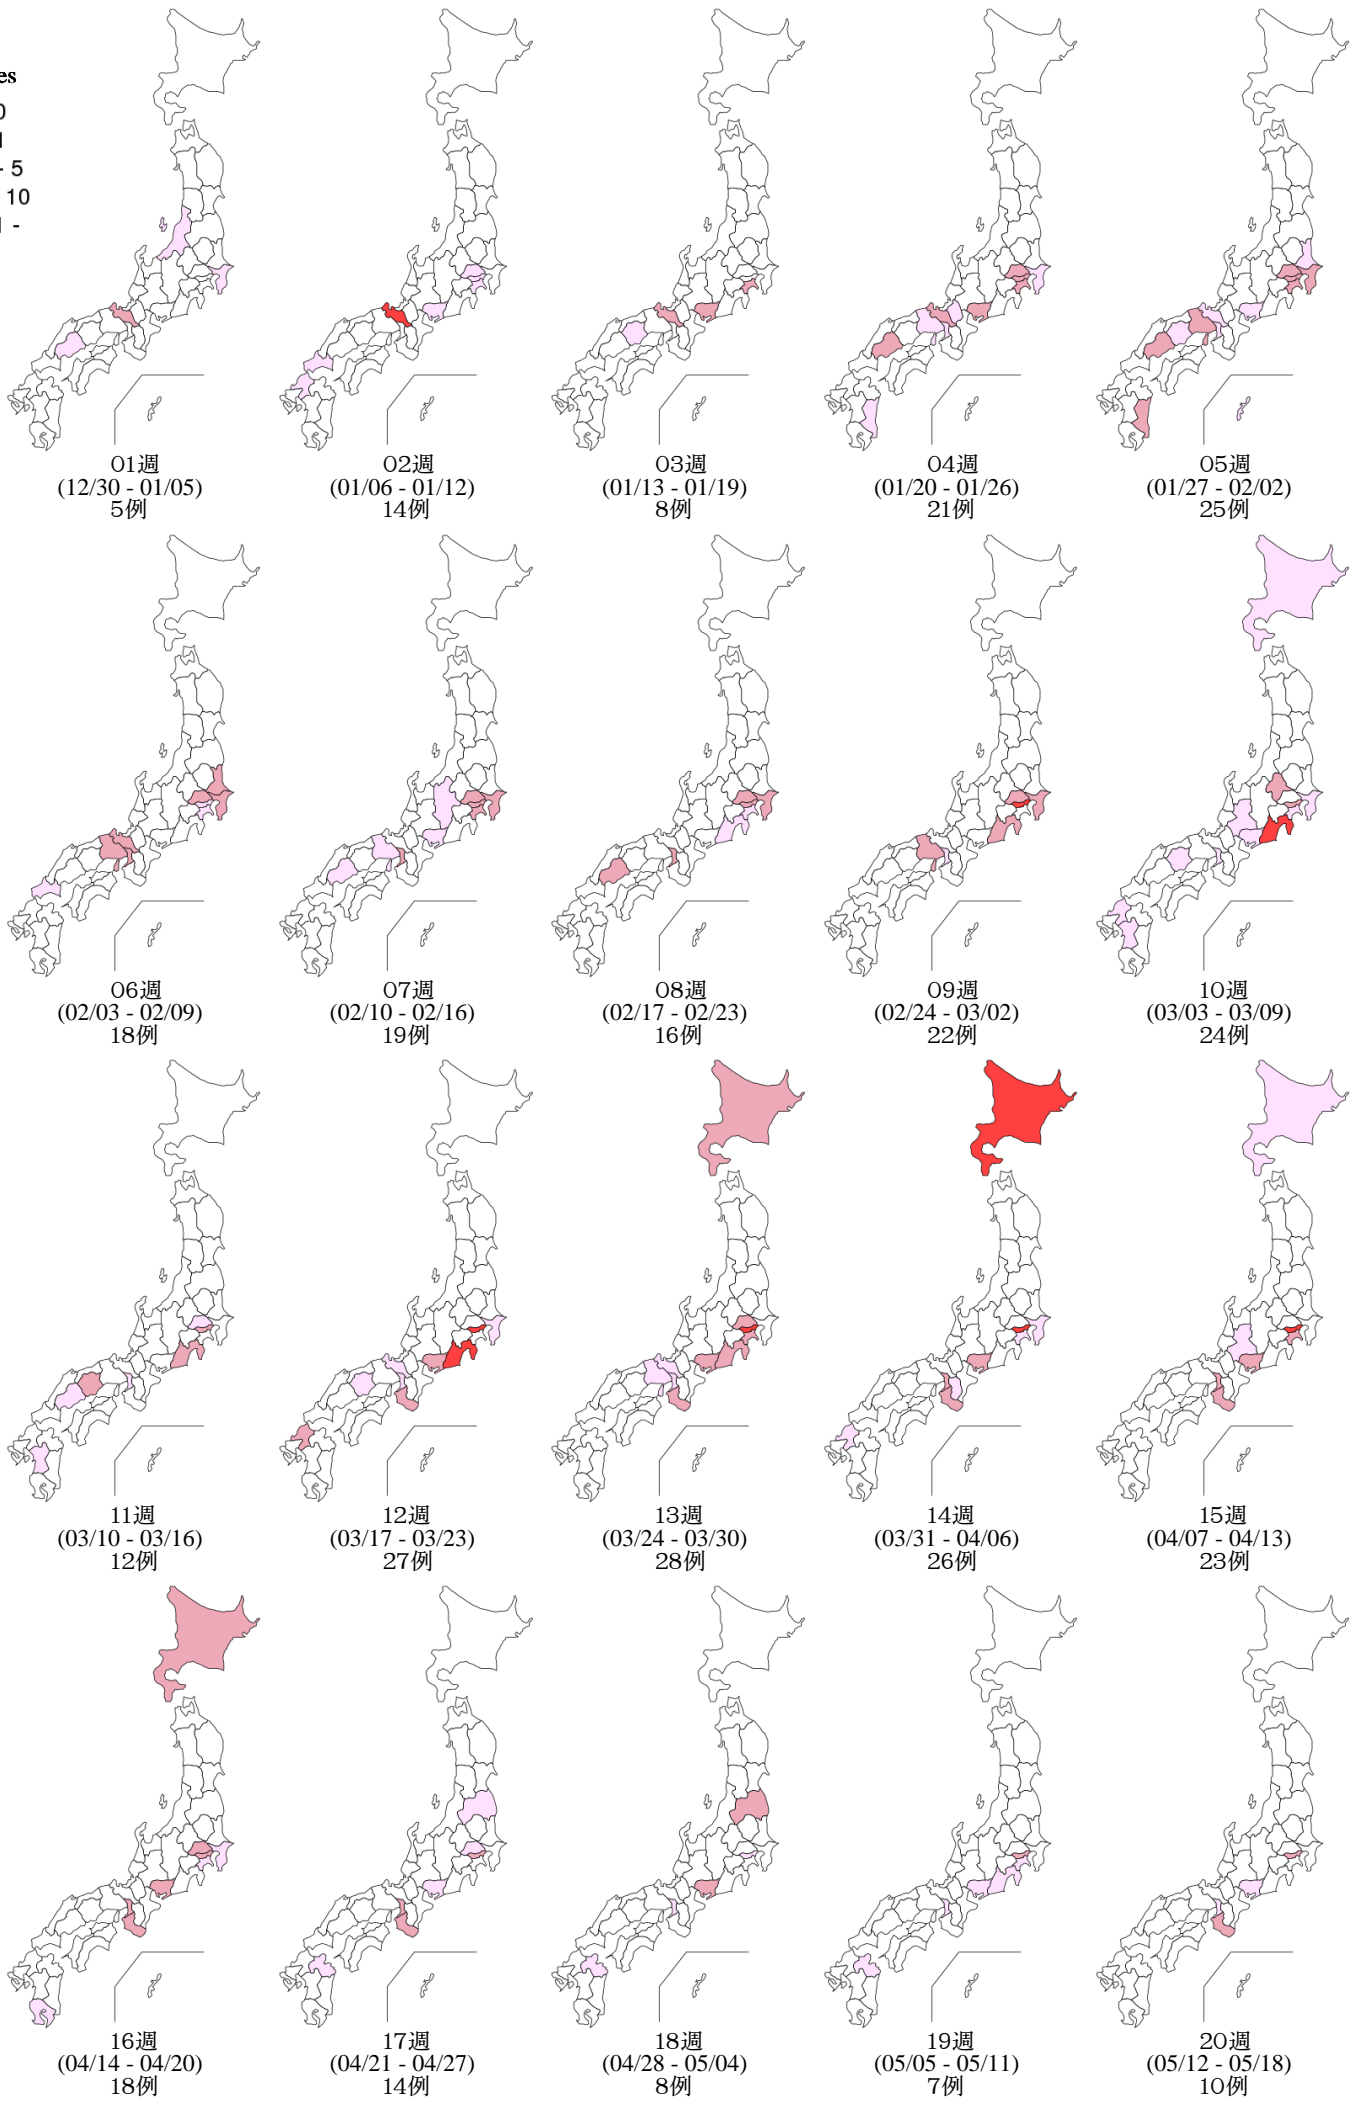 es
0
1
- 5
10
-
01週
(12/30 - 01/05)
5例
02週
(01/06 - 01/12)
14例
03週
(01/13 - 01/19)
8例
04週
(01/20 - 01/26)
21例
05週
(01/27 - 02/02)
25例
06週
(02/03 - 02/09)
18例
07週
(02/10 - 02/16)
19例
08週
(02/17 - 02/23)
16例
09週
(02/24 - 03/02)
22例
10週
(03/03 - 03/09)
24例
11週
(03/10 - 03/16)
12例
12週
(03/17 - 03/23)
27例
13週
(03/24 - 03/30)
28例
14週
(03/31 - 04/06)
26例
15週
(04/07 - 04/13)
23例
16週
(04/14 - 04/20)
18例
17週
(04/21 - 04/27)
14例
18週
(04/28 - 05/04)
8例
19週
(05/05 - 05/11)
7例
20週
(05/12 - 05/18)
10例